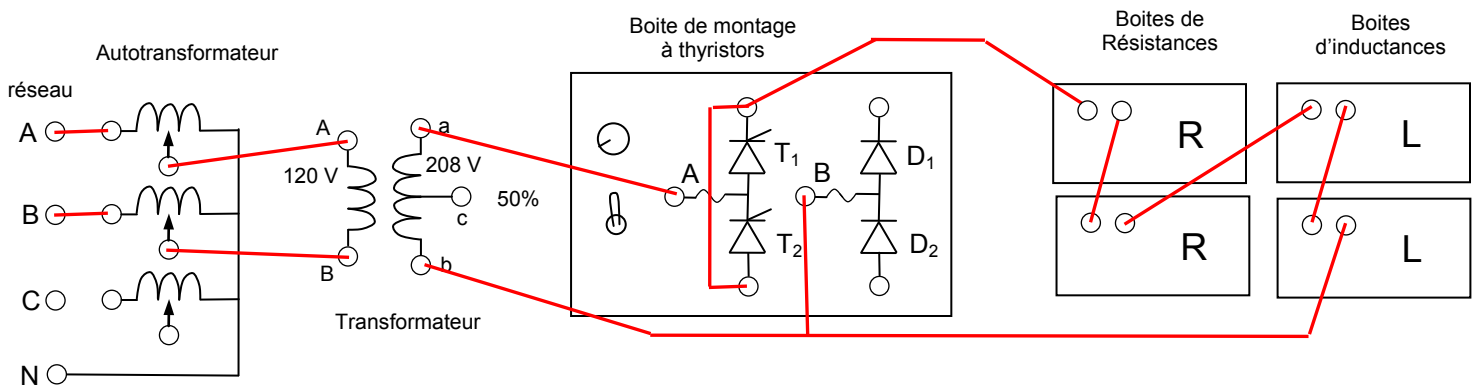 Autotransformateur
réseau
A
B
C
N
A
120 V
B
a
208 V
c
50%
b
Transformateur
Boite de montage
à thyristors
A
T1
T2
B
D1
D2
Boites de
Résistances
R
R
Boites
d'inductances
L
L